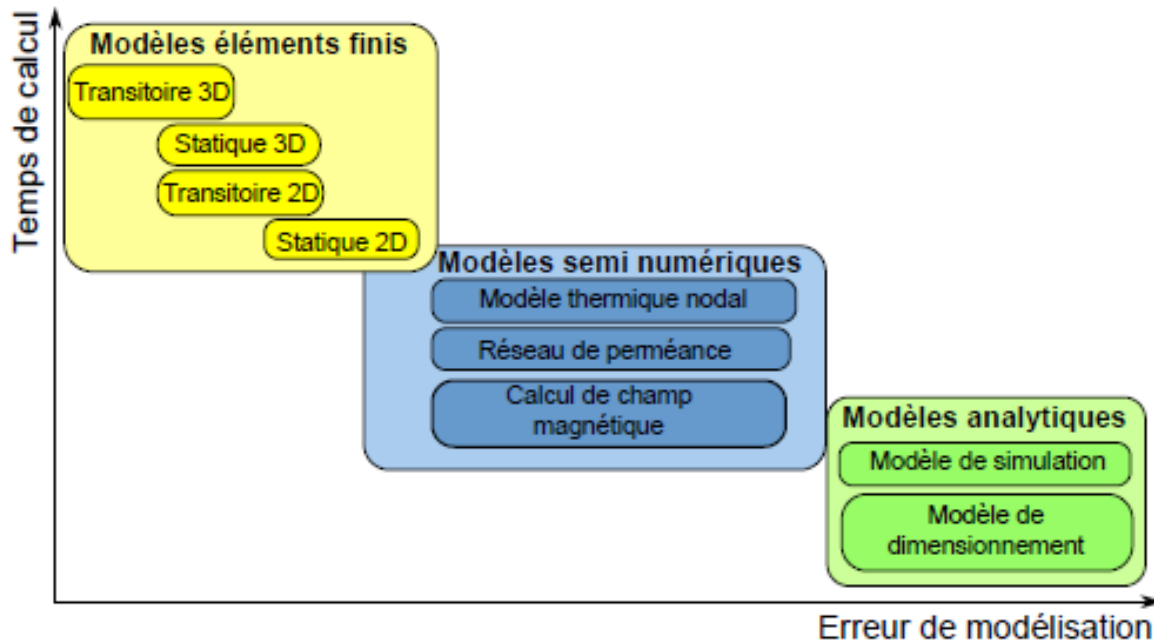 Temps de calcul
Modèles éléments finis
Transitoire 3D
Statique 3D
Transitoire 2D
Statique 2D
Modèles semi numériques
Modèle thermique nodal
Réseau de perméance
Calcul de champ
magnétique
Modèles analytiques
Modèle de simulation
Modèle de
dimensionnement
Erreur de modélisation